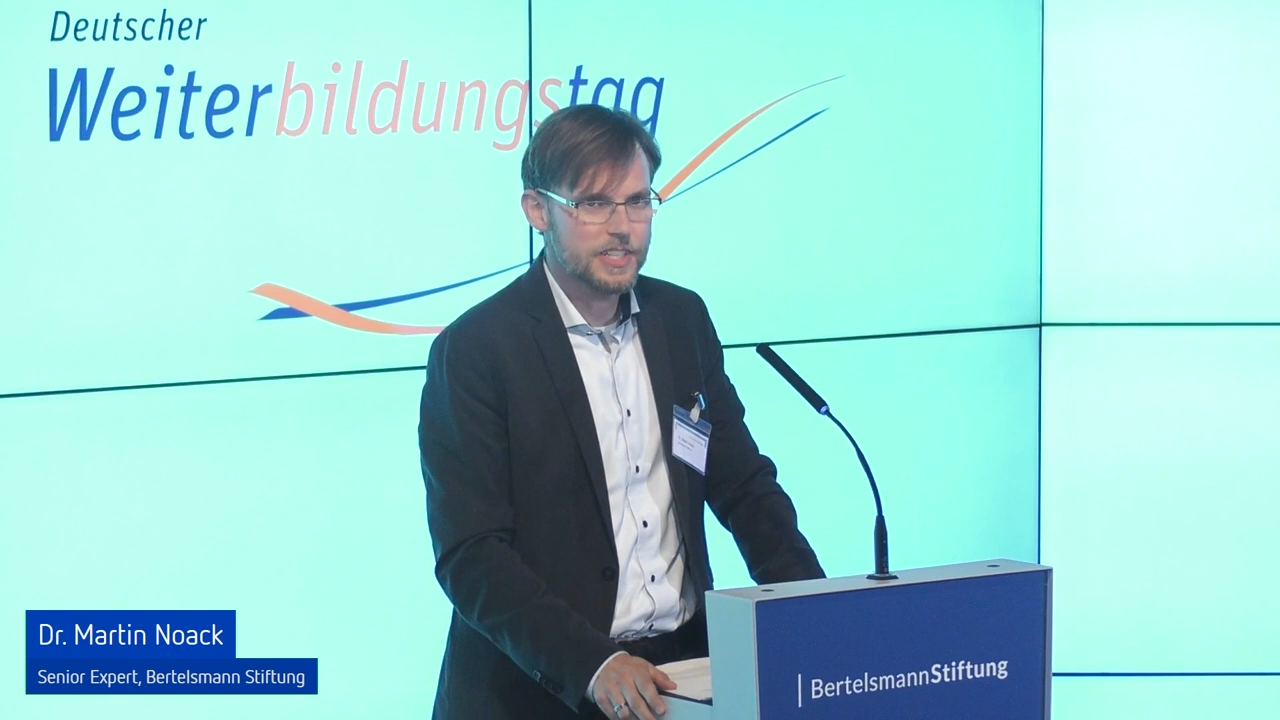 Deutscher
Weiterbildungstag
Dr. Martin Noack
Senior Expert, Bertelsmann Stiftung
BertelsmannStiftung